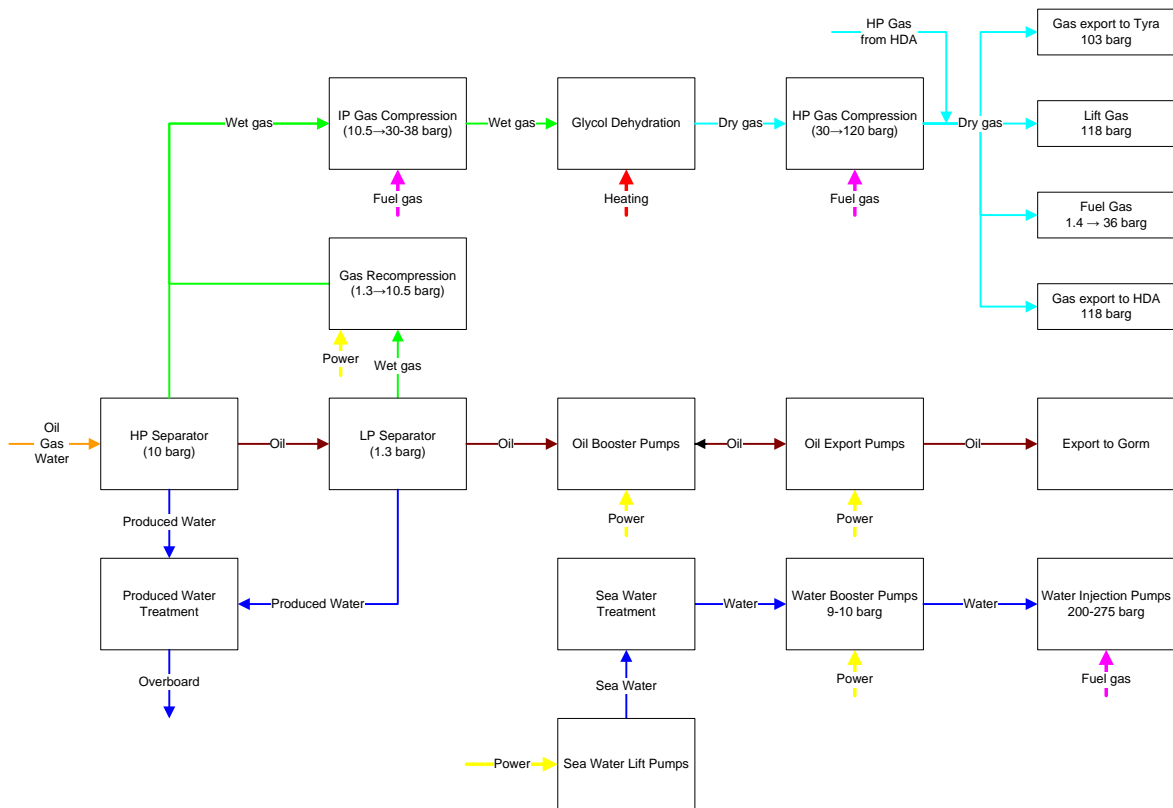 HP Gas
from HDA
Gas export to Tyra
103 barg
Wet gas
IP Gas Compression
(10.5→30-38 barg)
Wet gas
Glycol Dehydration
Dry gas
HP Gas Compression
(30→120 barg)
Dry gas
Lift Gas
118 barg
Fuel gas
Heating
Fuel gas
Fuel Gas
1.4 → 36 barg
Gas Recompression
(1.3→10.5 barg)
Gas export to HDA
118 barg
Power
Wet gas
Oil
Gas
Water
HP Separator
(10 barg)
Oil
LP Separator
(1.3 barg)
Oil
Oil Booster Pumps
Oil
Oil Export Pumps
Oil
Export to Gorm
Produced Water
Power
Power
Produced Water
Treatment
Produced Water
Sea Water
Treatment
Water
Water Booster Pumps
9-10 barg
Water
Water Injection Pumps
200-275 barg
Overboard
Sea Water
Power
Fuel gas
Power
Sea Water Lift Pumps